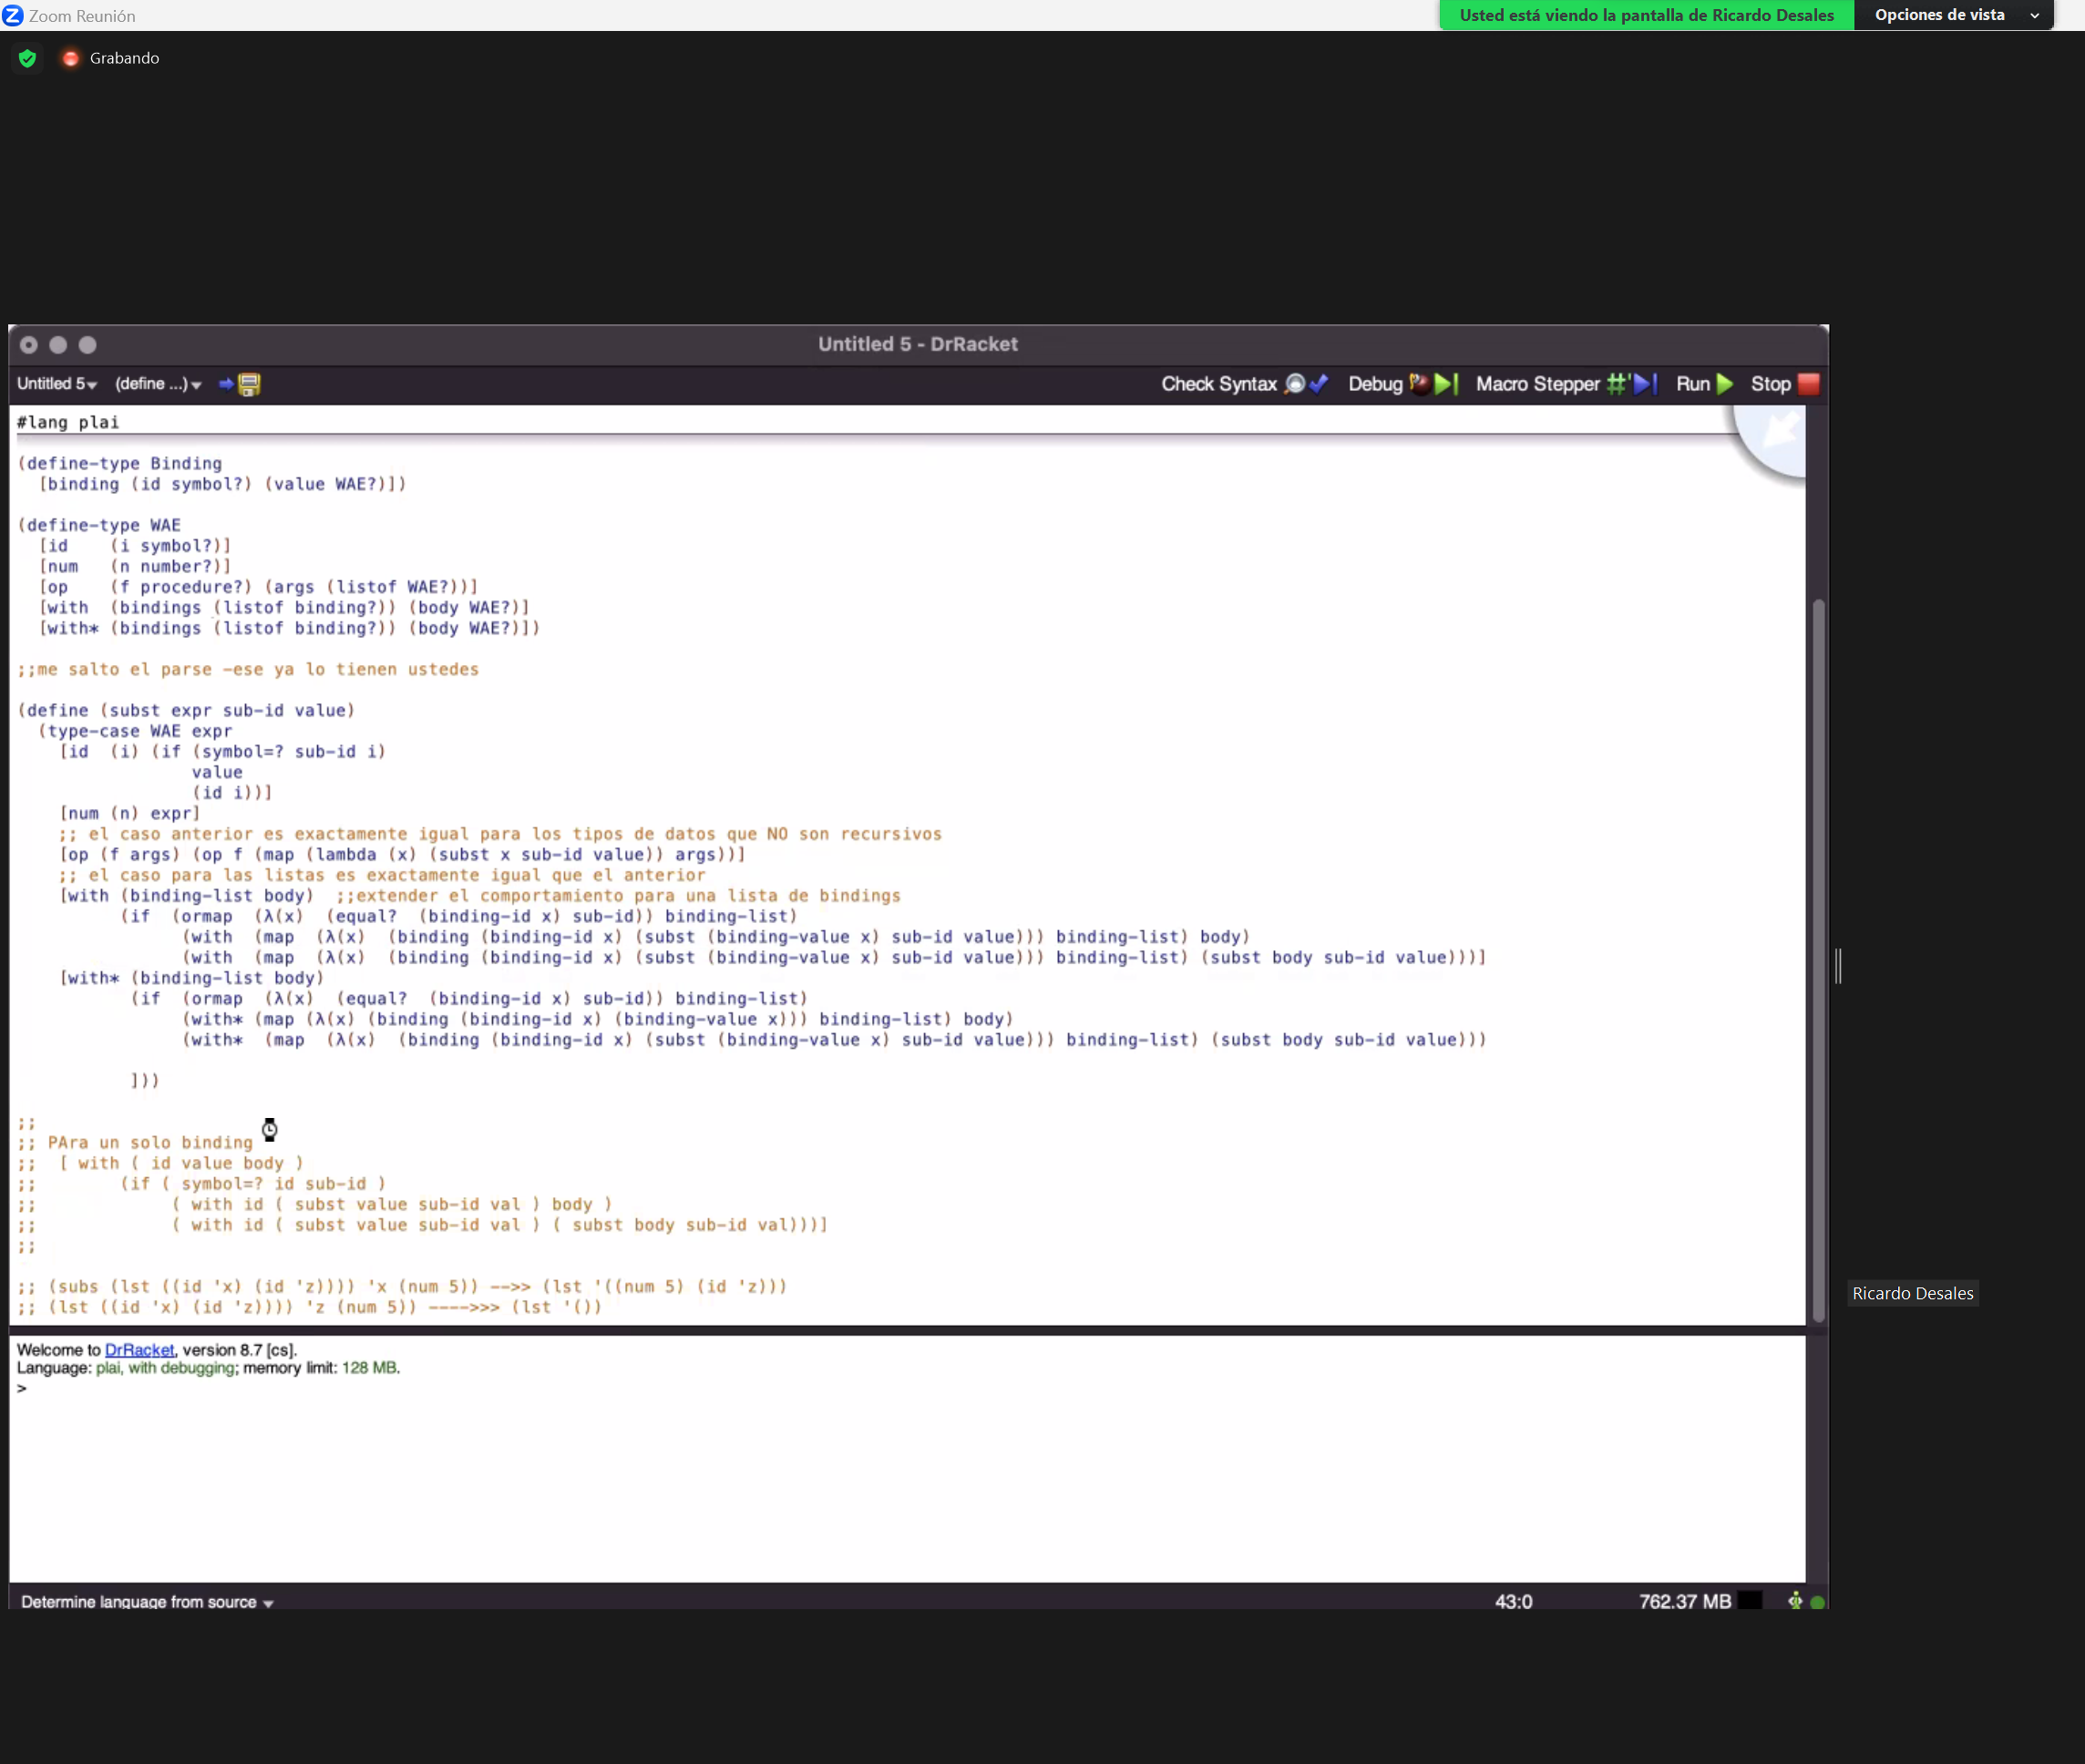 Zoom Reunión
Usted está viendo la pantalla de Ricardo Desales
Opciones de vista
Grabando
Untitled 5 - DrRacket
Untitled 5 (define ...)
Check Syntax Debug Macro Stepper Run Stop
#lang plai
(define-type Binding
  [binding (id symbol?) (value WAE?)])
(define-type WAE
  [id    (i symbol?)]
  [num   (n number?)]
  [op    (f procedure?) (args (listof WAE?))]
  [with  (bindings (listof binding?)) (body WAE?)]
  [with* (bindings (listof binding?)) (body WAE?)])
;;me salto el parse -ese ya lo tienen ustedes
(define (subst expr sub-id value)
  (type-case WAE expr
    [id  (i) (if (symbol=? sub-id i)
                 value
                 (id i))]
    [num (n) expr]
    ;; el caso anterior es exactamente igual para los tipos de datos que NO son recursivos
    [op (f args) (op f (map (lambda (x) (subst x sub-id value)) args))]
    ;; el caso para las listas es exactamente igual que el anterior
    [with (binding-list body)  ;;extender el comportamiento para una lista de bindings
          (if  (ormap  (λ(x)  (equal?  (binding-id x) sub-id)) binding-list)
                (with  (map  (λ(x)  (binding (binding-id x) (subst (binding-value x) sub-id value))) binding-list) body)
                (with  (map  (λ(x)  (binding (binding-id x) (subst (binding-value x) sub-id value))) binding-list) (subst body sub-id value)))]
    [with* (binding-list body)
           (if  (ormap  (λ(x)  (equal?  (binding-id x) sub-id)) binding-list)
                (with* (map (λ(x) (binding (binding-id x) (binding-value x))) binding-list) body)
                (with*  (map  (λ(x)  (binding (binding-id x) (subst (binding-value x) sub-id value))) binding-list) (subst body sub-id value)))
           ]))
;;
;; PAra un solo binding
;;  [ with ( id value body )
;;        (if ( symbol=? id sub-id )
;;             ( with id ( subst value sub-id val ) body )
;;             ( with id ( subst value sub-id val ) ( subst body sub-id val)))]
;;
;; (subs (lst ((id 'x) (id 'z)))) 'x (num 5)) -->> (lst '((num 5) (id 'z)))
;; (lst ((id 'x) (id 'z)))) 'z (num 5)) ---->>> (lst '())
Ricardo Desales
Welcome to DrRacket, version 8.7 [cs].
Language: plai, with debugging; memory limit: 128 MB.
>
Determine language from source
43:0
762.37 MB